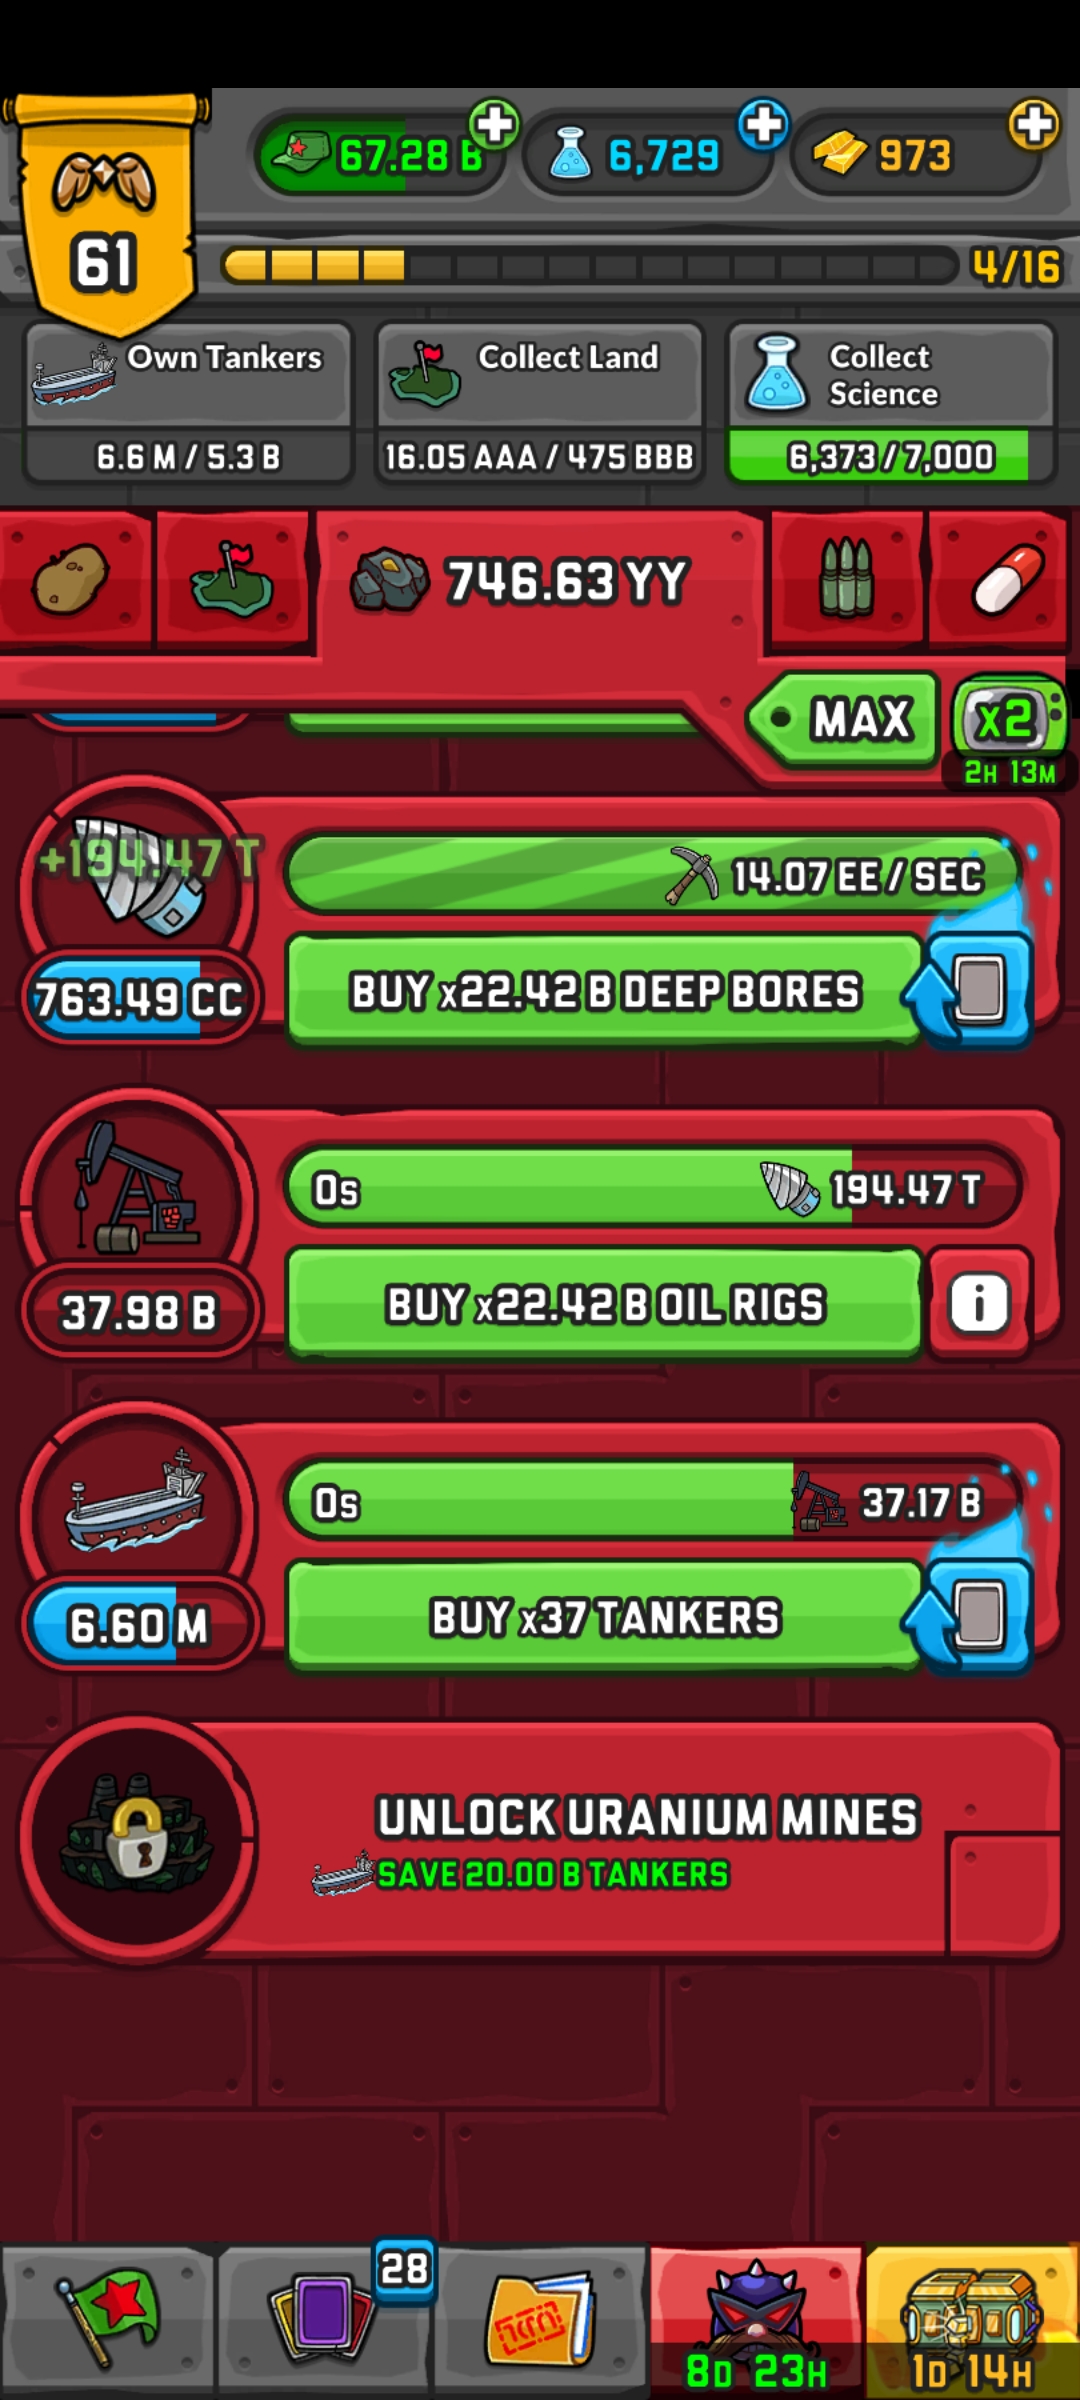 67.28 B
6,729
973
61
4/16
Own Tankers
6.6 M / 5.3 B
Collect Land
16.05 AAA / 475 BBB
Collect
Science
6,373 / 7,000
746.63 YY
MAX
x2
2H 13M
+194.47 T
14.07 EE / SEC
763.49 CC
BUY x22.42 B DEEP BORES
0s
194.47 T
37.98 B
BUY x22.42 B OIL RIGS
i
0s
37.17 B
6.60 M
BUY x37 TANKERS
UNLOCK URANIUM MINES
SAVE 20.00 B TANKERS
28
8D 23H
1D 14H